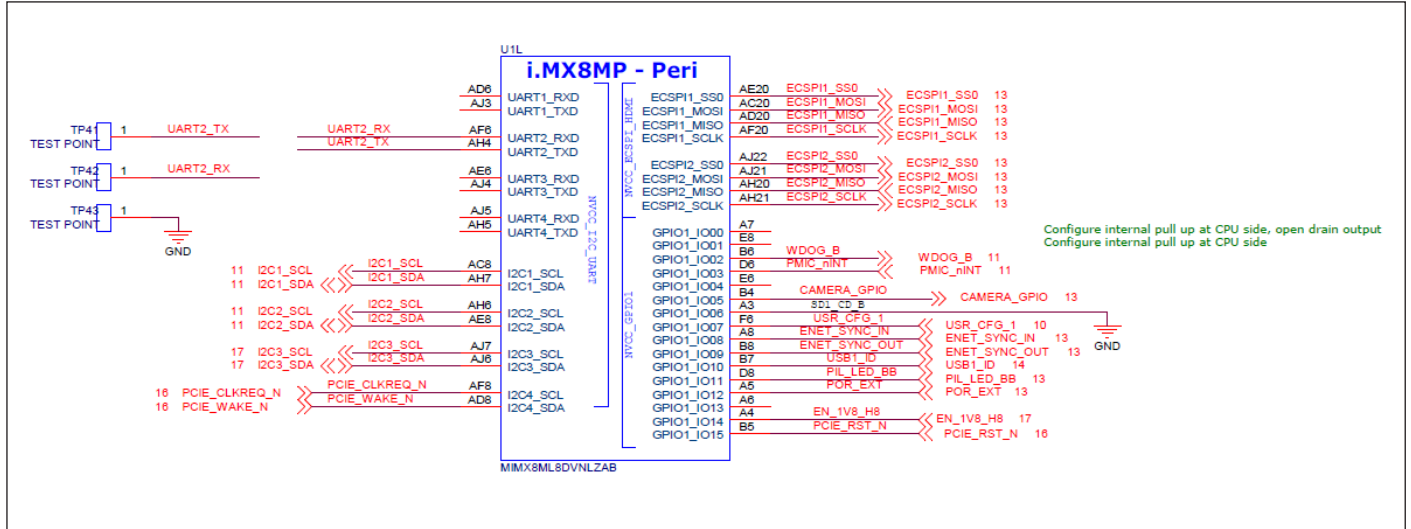 U1L
i.MX8MP - Peri
TP41
TEST POINT
1 UART2_TX
TP42
TEST POINT
1 UART2_RX
TP43
TEST POINT
1
GND
UART2_RX
UART2_TX
11 I2C1_SCL I2C1_SCL
11 I2C1_SDA I2C1_SDA
11 I2C2_SCL I2C2_SCL
11 I2C2_SDA I2C2_SDA
17 I2C3_SCL I2C3_SCL
17 I2C3_SDA I2C3_SDA
16 PCIE_CLKREQ_N PCIE_CLKREQ_N
16 PCIE_WAKE_N PCIE_WAKE_N
AD6 UART1_RXD
AJ3 UART1_TXD
AF6 UART2_RXD
AH4 UART2_TXD
AE6 UART3_RXD
AJ4 UART3_TXD
AJ5 UART4_RXD
AH5 UART4_TXD
AC8 I2C1_SCL
AH7 I2C1_SDA
AH6 I2C2_SCL
AE8 I2C2_SDA
AJ7 I2C3_SCL
AJ6 I2C3_SDA
AF8 I2C4_SCL
AD8 I2C4_SDA
NVCC_I2C_UART
NVCC_ECSPI_HDMI
NVCC_GPIO1
ECSPI1_SS0 AE20 ECSPI1_SS0 ECSPI1_SS0 13
ECSPI1_MOSI AC20 ECSPI1_MOSI ECSPI1_MOSI 13
ECSPI1_MISO AD20 ECSPI1_MISO ECSPI1_MISO 13
ECSPI1_SCLK AF20 ECSPI1_SCLK ECSPI1_SCLK 13
ECSPI2_SS0 AJ22 ECSPI2_SS0 ECSPI2_SS0 13
ECSPI2_MOSI AJ21 ECSPI2_MOSI ECSPI2_MOSI 13
ECSPI2_MISO AH20 ECSPI2_MISO ECSPI2_MISO 13
ECSPI2_SCLK AH21 ECSPI2_SCLK ECSPI2_SCLK 13
GPIO1_IO00 A7
GPIO1_IO01 E8
GPIO1_IO02 B6 WDOG_B WDOG_B 11
GPIO1_IO03 D6 PMIC_nINT PMIC_nINT 11
GPIO1_IO04 E6
GPIO1_IO05 B4 CAMERA_GPIO CAMERA_GPIO 13
GPIO1_IO06 A3 SD1_CD_B
GPIO1_IO07 F6 USR_CFG_1 USR_CFG_1 10
GPIO1_IO08 A8 ENET_SYNC_IN ENET_SYNC_IN 13
GPIO1_IO09 B8 ENET_SYNC_OUT ENET_SYNC_OUT 13
GPIO1_IO10 B7 USB1_ID USB1_ID 14
GPIO1_IO11 D8 PIL_LED_BB PIL_LED_BB 13
GPIO1_IO12 A5 POR_EXT POR_EXT 13
GPIO1_IO13 A6
GPIO1_IO14 A4 EN_1V8_H8 EN_1V8_H8 17
GPIO1_IO15 B5 PCIE_RST_N PCIE_RST_N 16
GND
Configure internal pull up at CPU side, open drain output
Configure internal pull up at CPU side
MIMX8ML8DVNLZAB